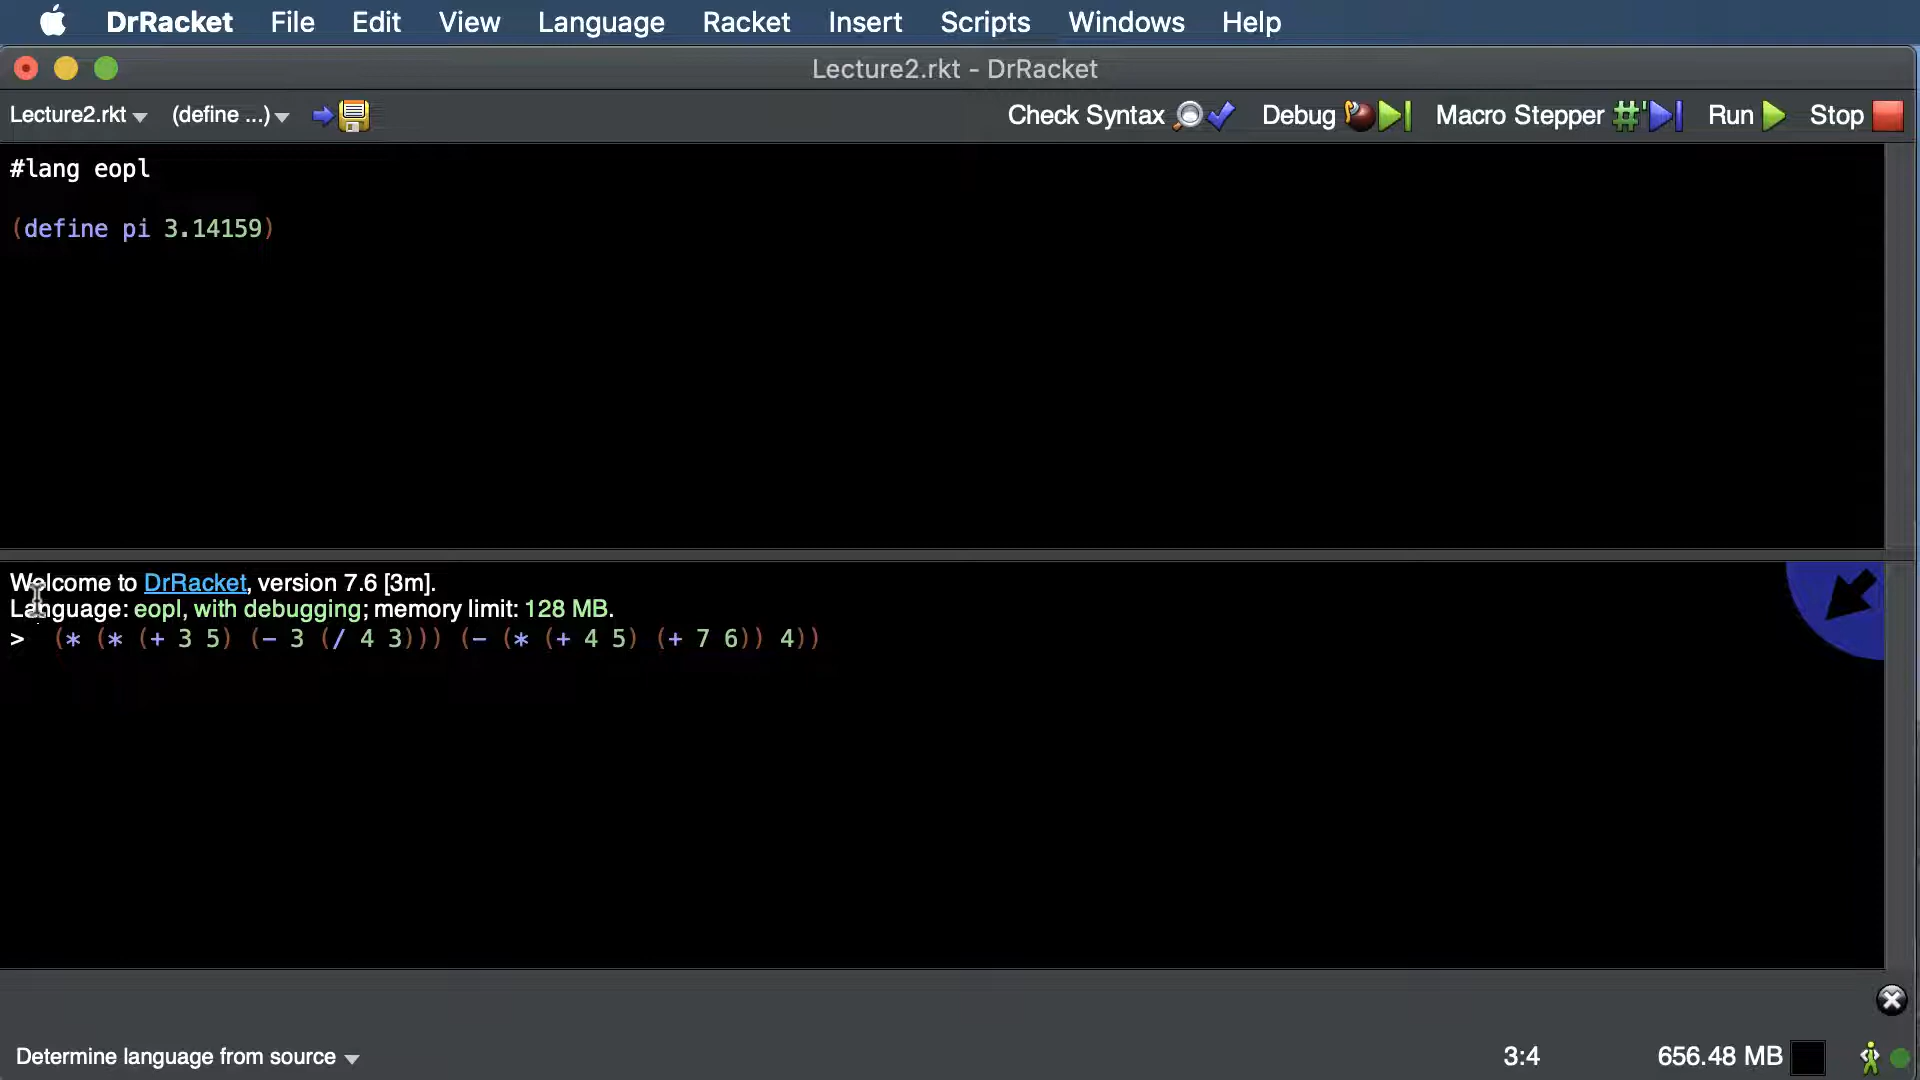 DrRacket File Edit View Language Racket Insert Scripts Windows Help
Lecture2.rkt - DrRacket
Lecture2.rkt (define ...) Check Syntax Debug Macro Stepper #' Run Stop
#lang eopl
(define pi 3.14159)
Welcome to DrRacket, version 7.6 [3m].
Language: eopl, with debugging; memory limit: 128 MB.
> (* (* (+ 3 5) (- 3 (/ 4 3))) (- (* (+ 4 5) (+ 7 6)) 4))
Determine language from source 3:4 656.48 MB